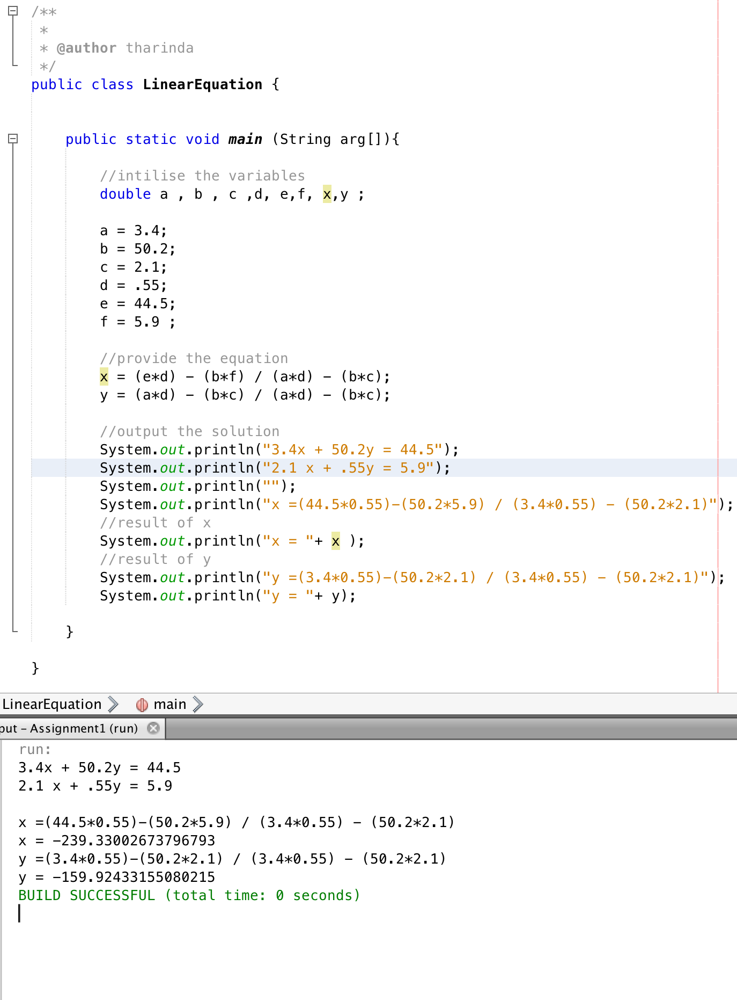 /**
*
* @author tharinda
*/
public class LinearEquation {
public static void main (String arg[]){
//intilise the variables
double a , b , c ,d, e,f, x,y ;
a = 3.4;
b = 50.2;
c = 2.1;
d = .55;
e = 44.5;
f = 5.9 ;
//provide the equation
x = (e*d) - (b*f) / (a*d) - (b*c);
y = (a*d) - (b*c) / (a*d) - (b*c);
//output the solution
System.out.println("3.4x + 50.2y = 44.5");
System.out.println("2.1 x + .55y = 5.9");
System.out.println("");
System.out.println("x =(44.5*0.55)-(50.2*5.9) / (3.4*0.55) - (50.2*2.1)");
//result of x
System.out.println("x = "+ x );
//result of y
System.out.println("y =(3.4*0.55)-(50.2*2.1) / (3.4*0.55) - (50.2*2.1)");
System.out.println("y = "+ y);
}
}
LinearEquation main
put - Assignment1 (run)
run:
3.4x + 50.2y = 44.5
2.1 x + .55y = 5.9
x =(44.5*0.55)-(50.2*5.9) / (3.4*0.55) - (50.2*2.1)
x = -239.33002673796793
y =(3.4*0.55)-(50.2*2.1) / (3.4*0.55) - (50.2*2.1)
y = -159.92433155080215
BUILD SUCCESSFUL (total time: 0 seconds)